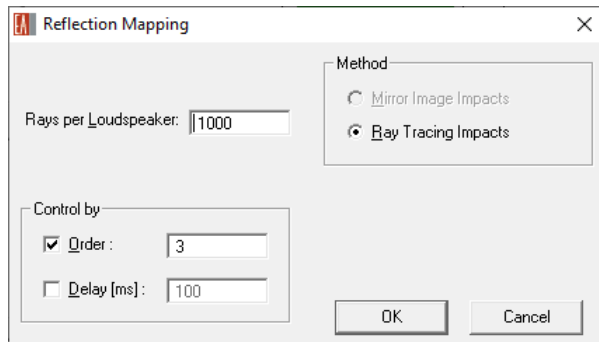 EA Reflection Mapping
Method
Mirror Image Impacts
Rays per Loudspeaker: 1000
Ray Tracing Impacts
Control by
Order : 3
Delay [ms] : 100
OK Cancel